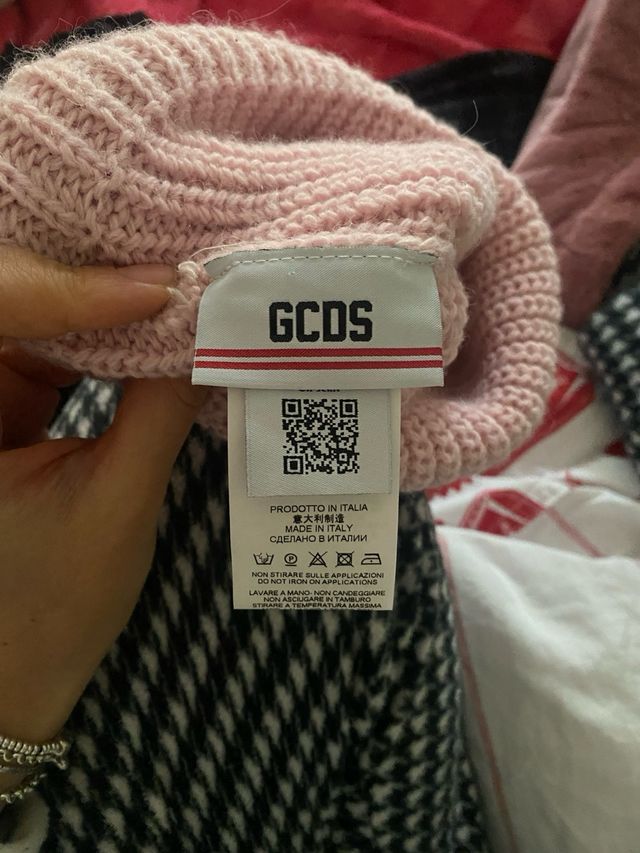 GCDS
PRODOTTO IN ITALIA
意大利制造
MADE IN ITALY
СДЕЛАНО В ИТАЛИИ
NON STIRARE SULLE APPLICAZIONI
DO NOT IRON ON APPLICATIONS
LAVARE A MANO- NON CANDEGGIARE
NON ASCIUGARE IN TAMBURO
STIRARE A TEMPERATURA MASSIMA